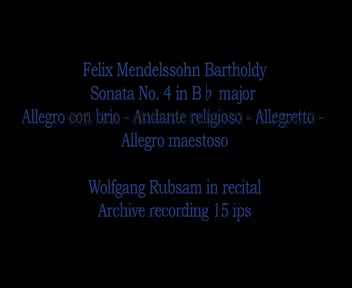 Felix Mendelssohn Bartholdy
Sonata No. 4 in B♭ major
Allegro con brio - Andante religioso - Allegretto -
Allegro maestoso
Wolfgang Rubsam in recital
Archive recording 15 ips